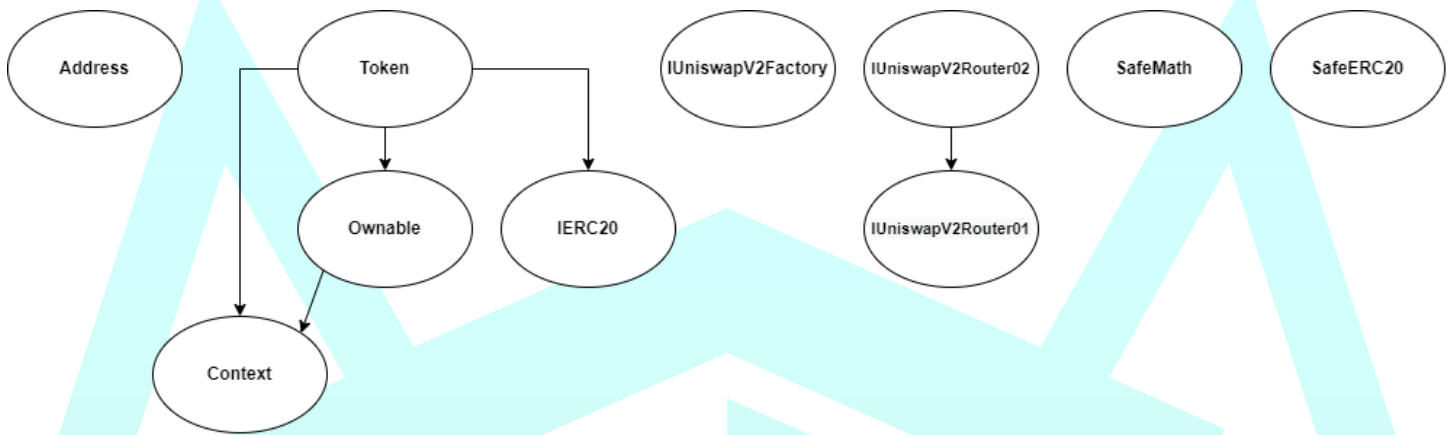 Address
Token
IUniswapV2Factory
IUniswapV2Router02
SafeMath
SafeERC20
Ownable
IERC20
IUniswapV2Router01
Context